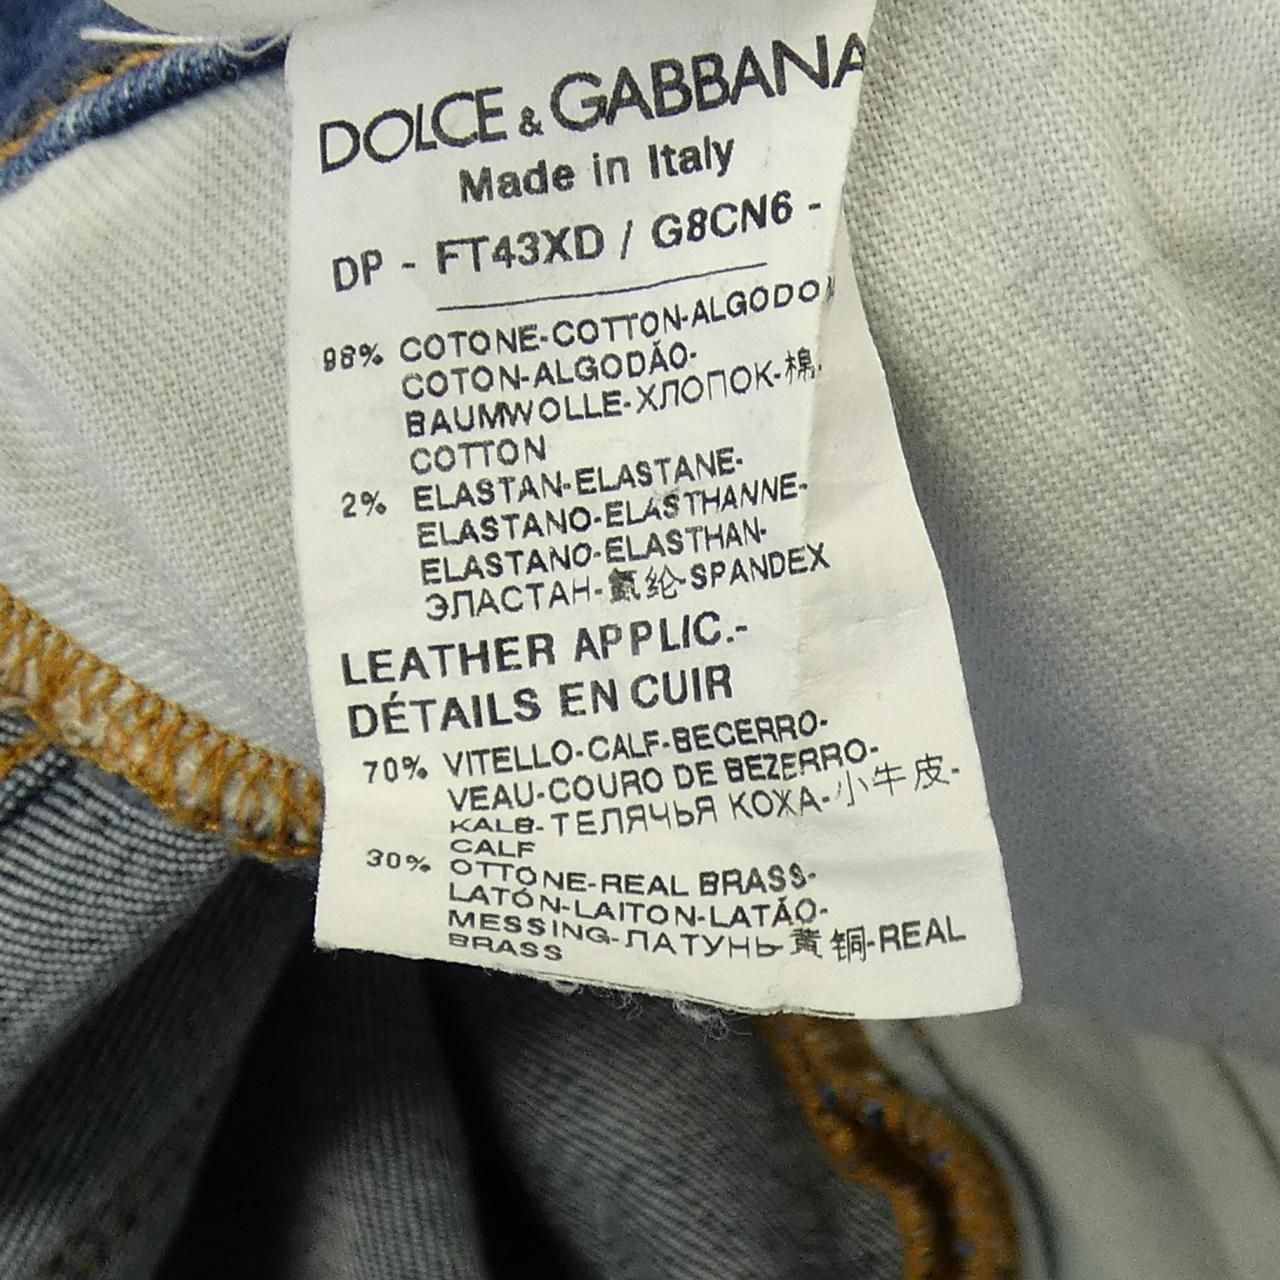 DOLCE & GABBANA
Made in Italy
DP - FT43XD / G8CN6 -
98% COTONE-COTTON-ALGODON
COTON-ALGODÃO-
BAUMWOLLE-ХЛОПОК-棉-
COTTON
2% ELASTAN-ELASTANE-
ELASTANO-ELASTHANNE-
ELASTANO-ELASTHAN-
ЭЛАСТАН-氨纶-SPANDEX
LEATHER APPLIC.-
DÉTAILS EN CUIR
70% VITELLO-CALF-BECERRO-
VEAU-COURO DE BEZERRO-
KALB-ТЕЛЯЧЬЯ КОХА-小牛皮-
CALF
30% OTTONE-REAL BRASS-
LATÓN-LAITON-LATÃO-
MESSING-ЛАТУНЬ-黄铜-REAL
BRASS